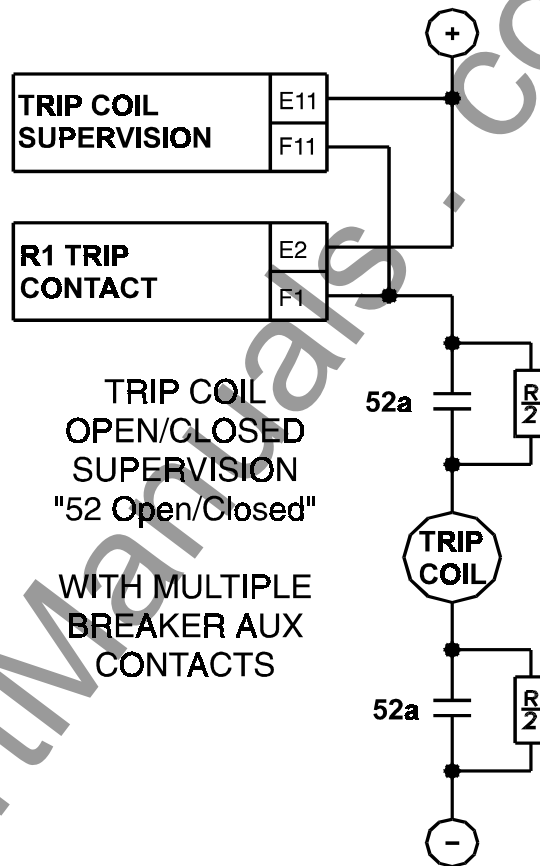 +
TRIP COIL
SUPERVISION
E11
F11
R1 TRIP
CONTACT
E2
F1
52a
R
2
TRIP COIL
OPEN/CLOSED
SUPERVISION
"52 Open/Closed"
WITH MULTIPLE
BREAKER AUX
CONTACTS
TRIP
COIL
52a
R
2
-